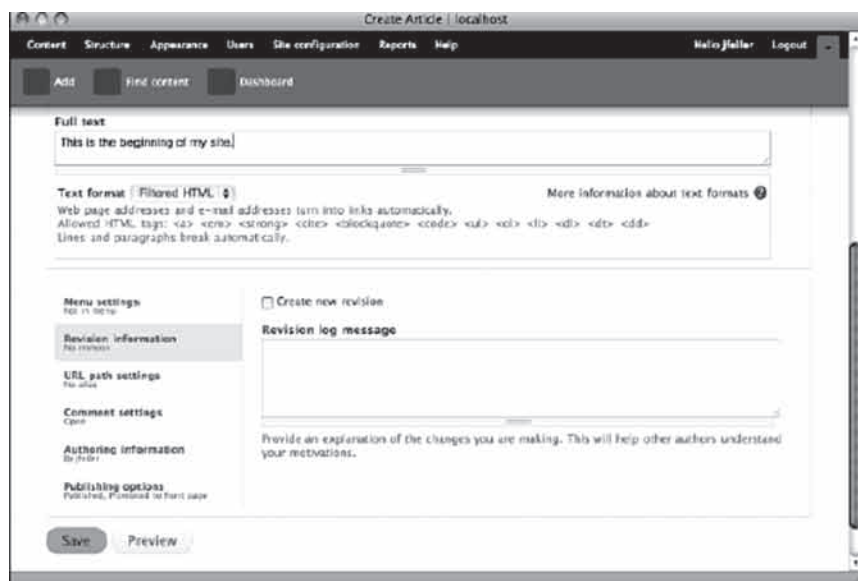 Create Article | localhost
Content Structure Appearance Users Site configuration Reports Help Hello jfeiler Logout
Add Find content Dashboard
Full text
This is the beginning of my site.
Text format Filtered HTML More information about text formats
Web page addresses and e-mail addresses turn into links automatically.
Allowed HTML tags: <a> <em> <strong> <cite> <blockquote> <code> <ul> <ol> <li> <dl> <dt> <dd>
Lines and paragraphs break automatically.
Menu settings
Not in menu
Create new revision
Revision information
No revision
Revision log message
URL path settings
No alias
Comment settings
Open
Authoring information
By jfeiler
Provide an explanation of the changes you are making. This will help other authors understand
your motivations.
Publishing options
Published, Promoted to front page
Save Preview